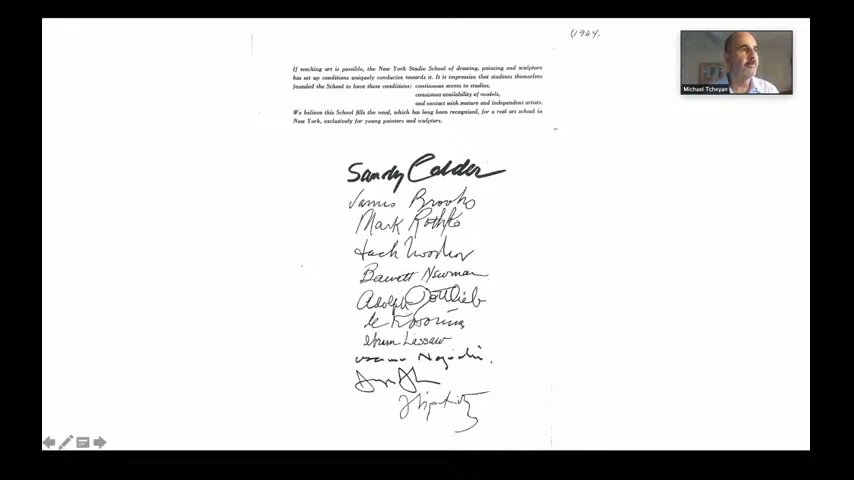 (1964,
If teaching art is possible, the New York Studio School of drawing, painting and sculpture
has set up conditions uniquely conducive towards it. It is impressive that students themselves
founded the School to have these conditions: continuous access to studios,
consistent availability of models,
and contact with mature and independent artists.
We believe this School fills the need, which has long been recognized, for a real art school in
New York, exclusively for young painters and sculptors.
Michael Tcheyan
Sandy Calder
James Brooks
Mark Rothko
Jack
Barnett Newman
Adolph Gottlieb
de Kooning
Ibram Lassaw
Isamu Noguchi.
J Lipchitz